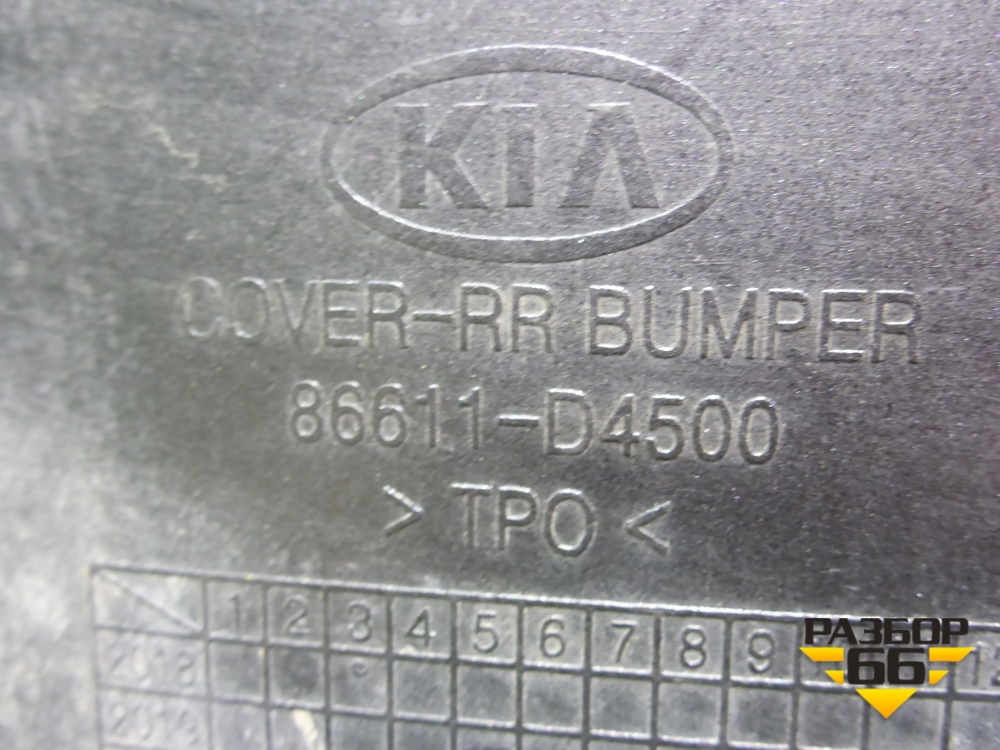 KIA
COVER-RR BUMPER
86611-D4500
> TPO <
1 2 3 4 5 6 7 8 9 12
2018
РАЗБОР
66